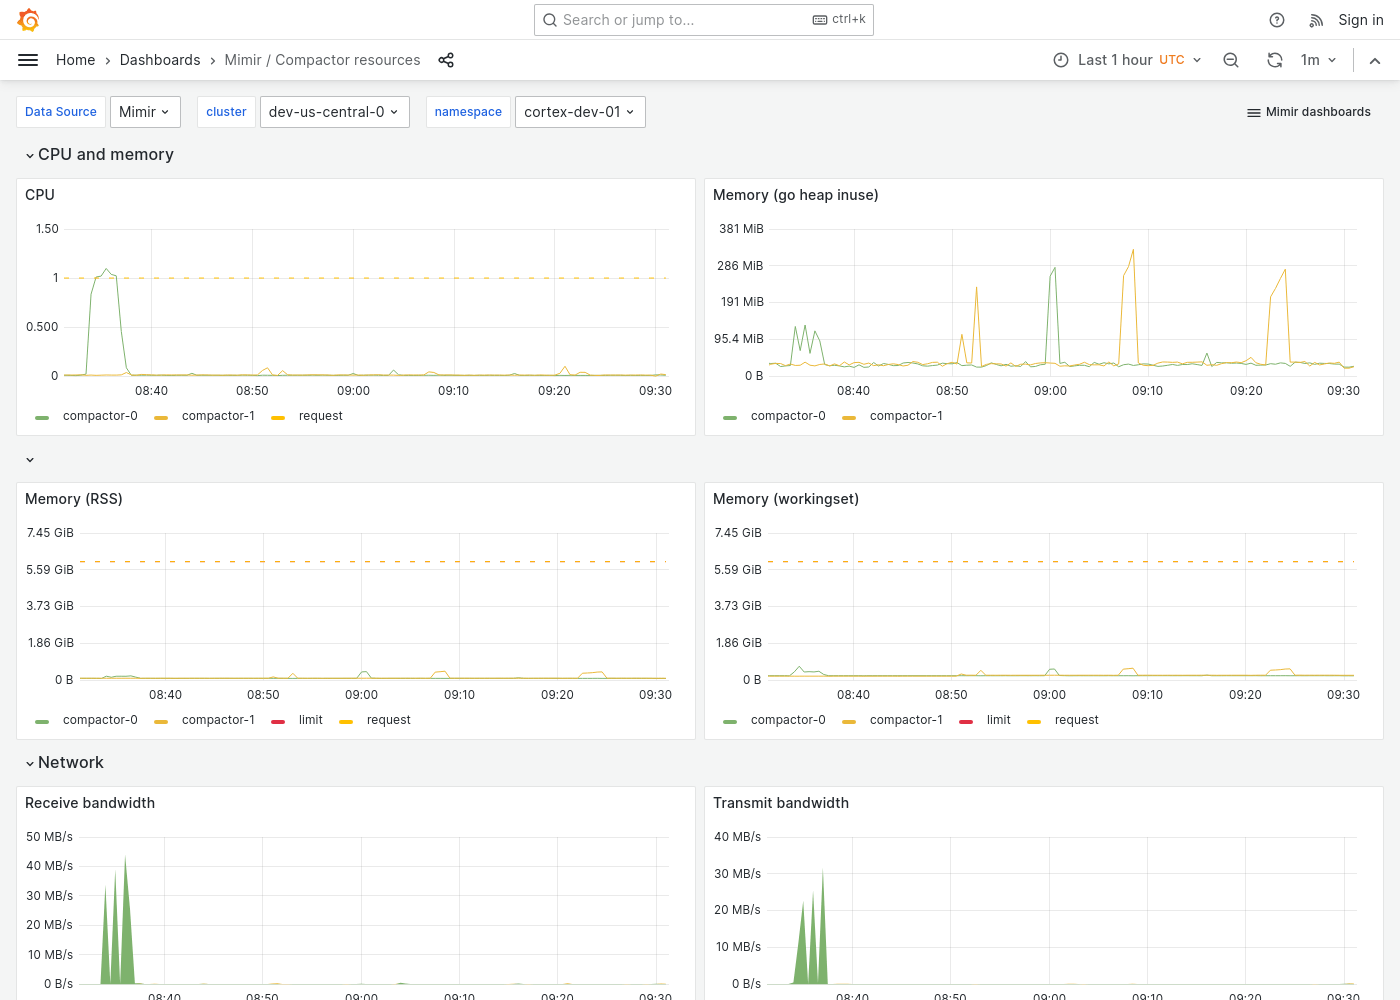 Search or jump to... ctrl+k Sign in
Home Dashboards Mimir / Compactor resources Last 1 hour UTC 1m
Data Source Mimir cluster dev-us-central-0 namespace cortex-dev-01 Mimir dashboards
CPU and memory
CPU
1.50
1
0.500
0
08:40 08:50 09:00 09:10 09:20 09:30
compactor-0 compactor-1 request
Memory (go heap inuse)
381 MiB
286 MiB
191 MiB
95.4 MiB
0 B
08:40 08:50 09:00 09:10 09:20 09:30
compactor-0 compactor-1
Memory (RSS)
7.45 GiB
5.59 GiB
3.73 GiB
1.86 GiB
0 B
08:40 08:50 09:00 09:10 09:20 09:30
compactor-0 compactor-1 limit request
Memory (workingset)
7.45 GiB
5.59 GiB
3.73 GiB
1.86 GiB
0 B
08:40 08:50 09:00 09:10 09:20 09:30
compactor-0 compactor-1 limit request
Network
Receive bandwidth
50 MB/s
40 MB/s
30 MB/s
20 MB/s
10 MB/s
0 B/s
08:40 08:50 09:00 09:10 09:20 09:30
Transmit bandwidth
40 MB/s
30 MB/s
20 MB/s
10 MB/s
0 B/s
08:40 08:50 09:00 09:10 09:20 09:30